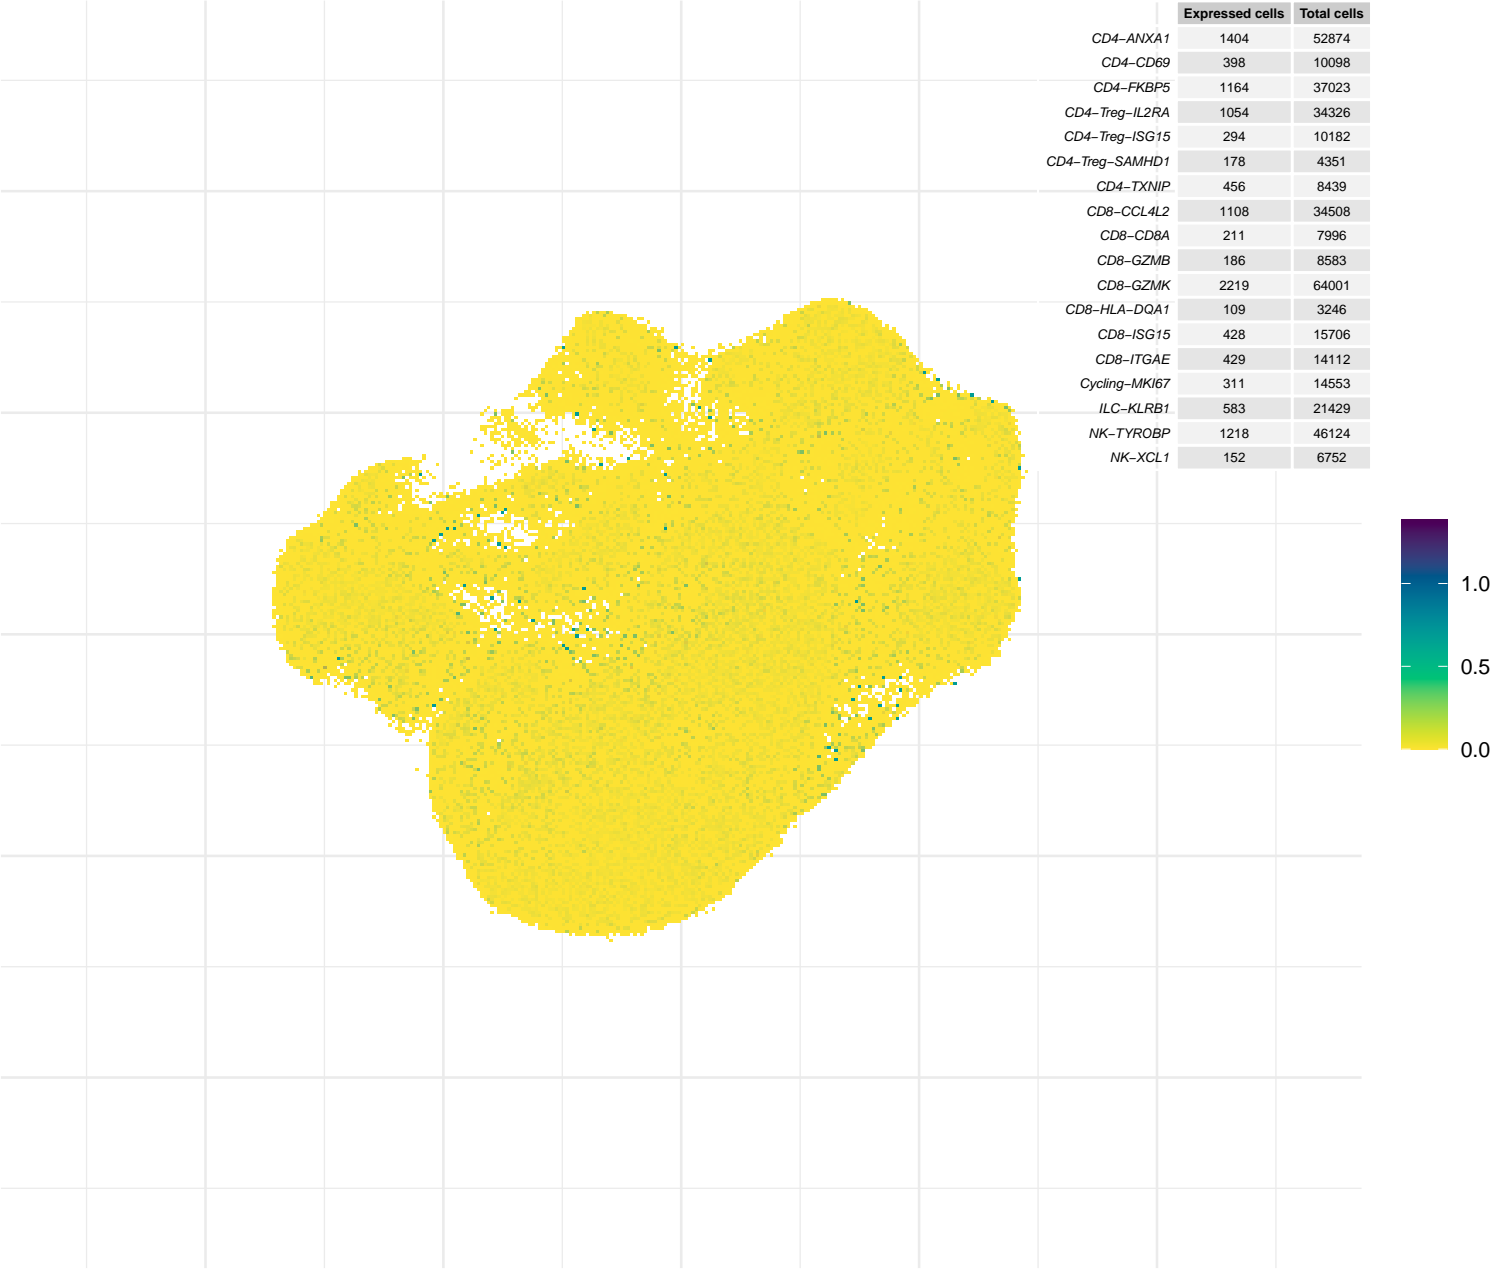 Expressed cells Total cells
CD4−ANXA1 1404 52874
CD4−CD69 398 10098
CD4−FKBP5 1164 37023
CD4−Treg−IL2RA 1054 34326
CD4−Treg−ISG15 294 10182
CD4−Treg−SAMHD1 178 4351
CD4−TXNIP 456 8439
CD8−CCL4L2 1108 34508
CD8−CD8A 211 7996
CD8−GZMB 186 8583
CD8−GZMK 2219 64001
CD8−HLA−DQA1 109 3246
CD8−ISG15 428 15706
CD8−ITGAE 429 14112
Cycling−MKI67 311 14553
ILC−KLRB1 583 21429
NK−TYROBP 1218 46124
NK−XCL1 152 6752
1.0
0.5
0.0